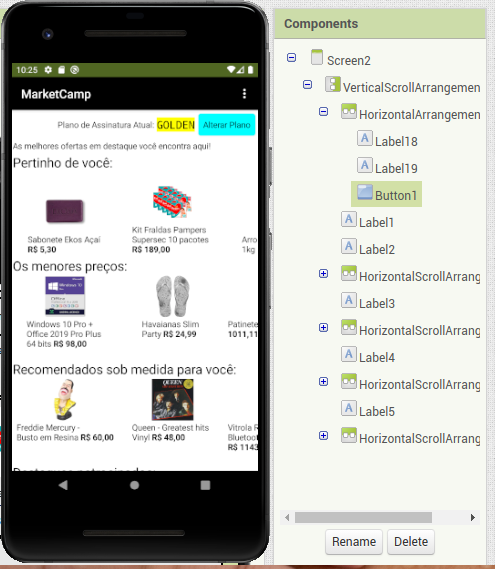 10:25
MarketCamp
Plano de Assinatura Atual: GOLDEN Alterar Plano
As melhores ofertas em destaque você encontra aqui!
Pertinho de você:
Sabonete Ekos Açaí
R$ 5,30
Kit Fraldas Pampers
Supersec 10 pacotes
R$ 189,00
Arro
1kg
Os menores preços:
Windows 10
Office
Windows 10 Pro +
Office 2019 Pro Plus
64 bits R$ 98,00
Havaianas Slim
Party R$ 24,99
Patinete
1011,11
Recomendados sob medida para você:
QUEEN
Freddie Mercury -
Busto em Resina R$ 60,00
Queen - Greatest hits
Vinyl R$ 48,00
Vitrola R
Bluetoo
R$ 1143
Components
Screen2
VerticalScrollArrangemen
HorizontalArrangemen
Label18
Label19
Button1
Label1
Label2
HorizontalScrollArrang
Label3
HorizontalScrollArrang
Label4
HorizontalScrollArrang
Label5
HorizontalScrollArrang
Rename Delete